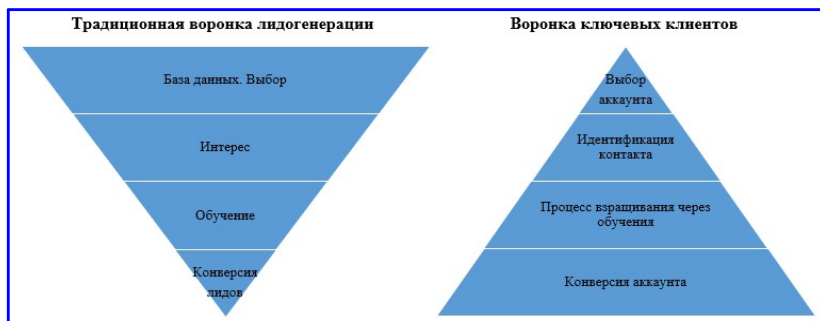 Традиционная воронка лидогенерации
База данных. Выбор
Интерес
Обучение
Конверсия
лидов
Воронка ключевых клиентов
Выбор
аккаунта
Идентификация
контакта
Процесс взращивания через
обучения
Конверсия аккаунта